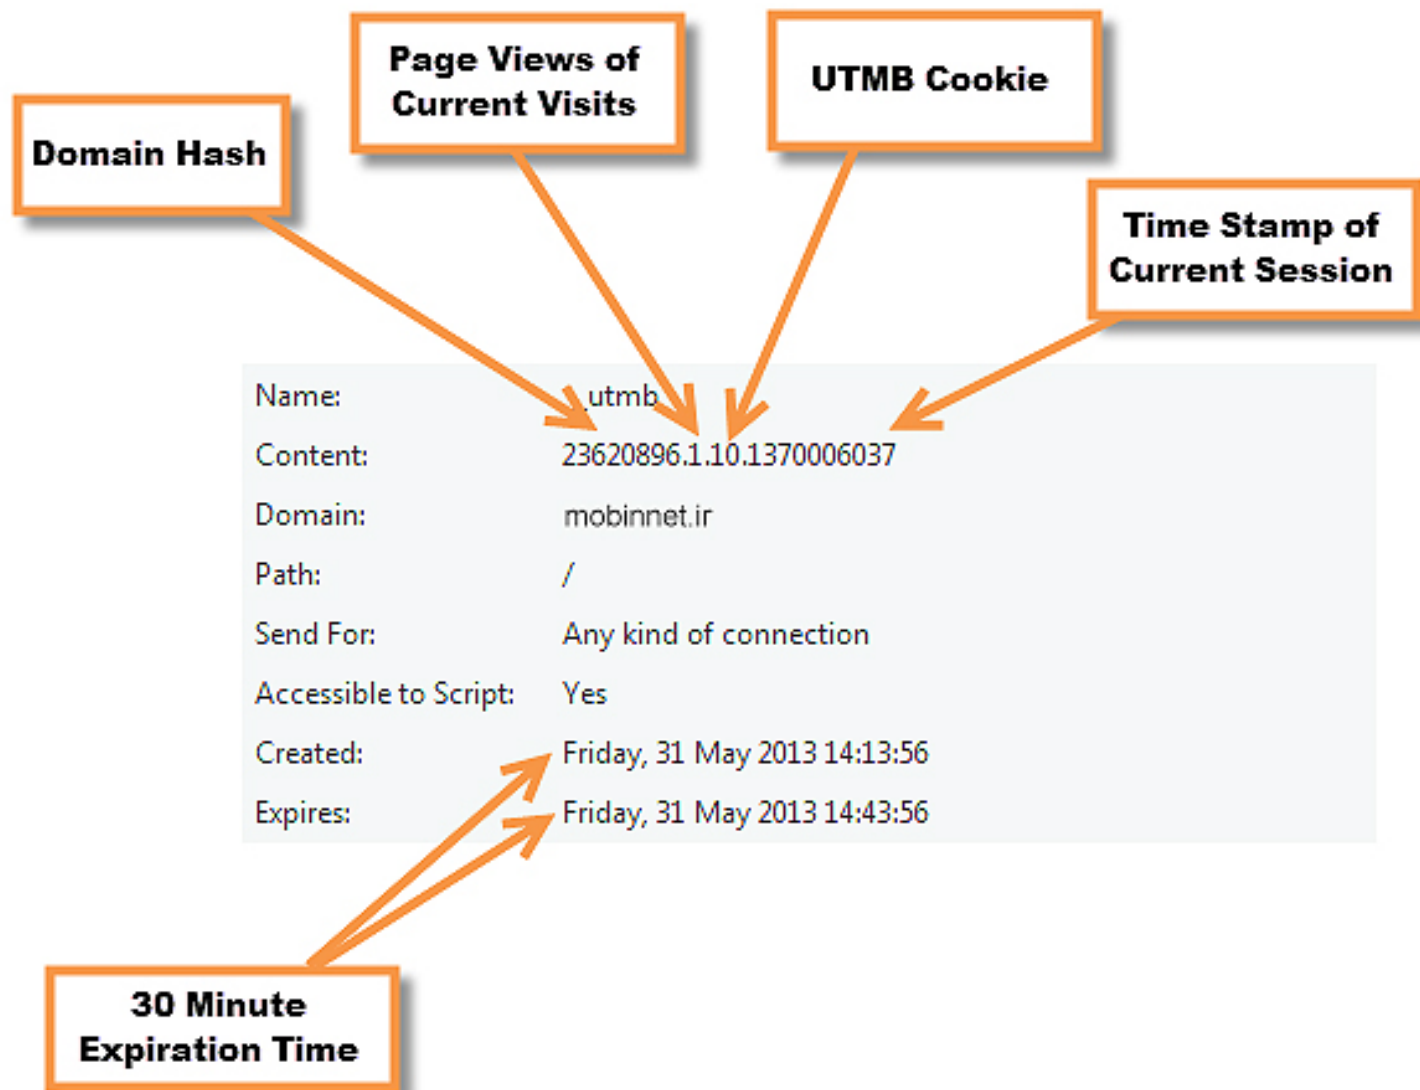 Page Views of
Current Visits
UTMB Cookie
Domain Hash
Time Stamp of
Current Session
Name: _utmb
Content: 23620896.1.10.1370006037
Domain: mobinnet.ir
Path: /
Send For: Any kind of connection
Accessible to Script: Yes
Created: Friday, 31 May 2013 14:13:56
Expires: Friday, 31 May 2013 14:43:56
30 Minute
Expiration Time